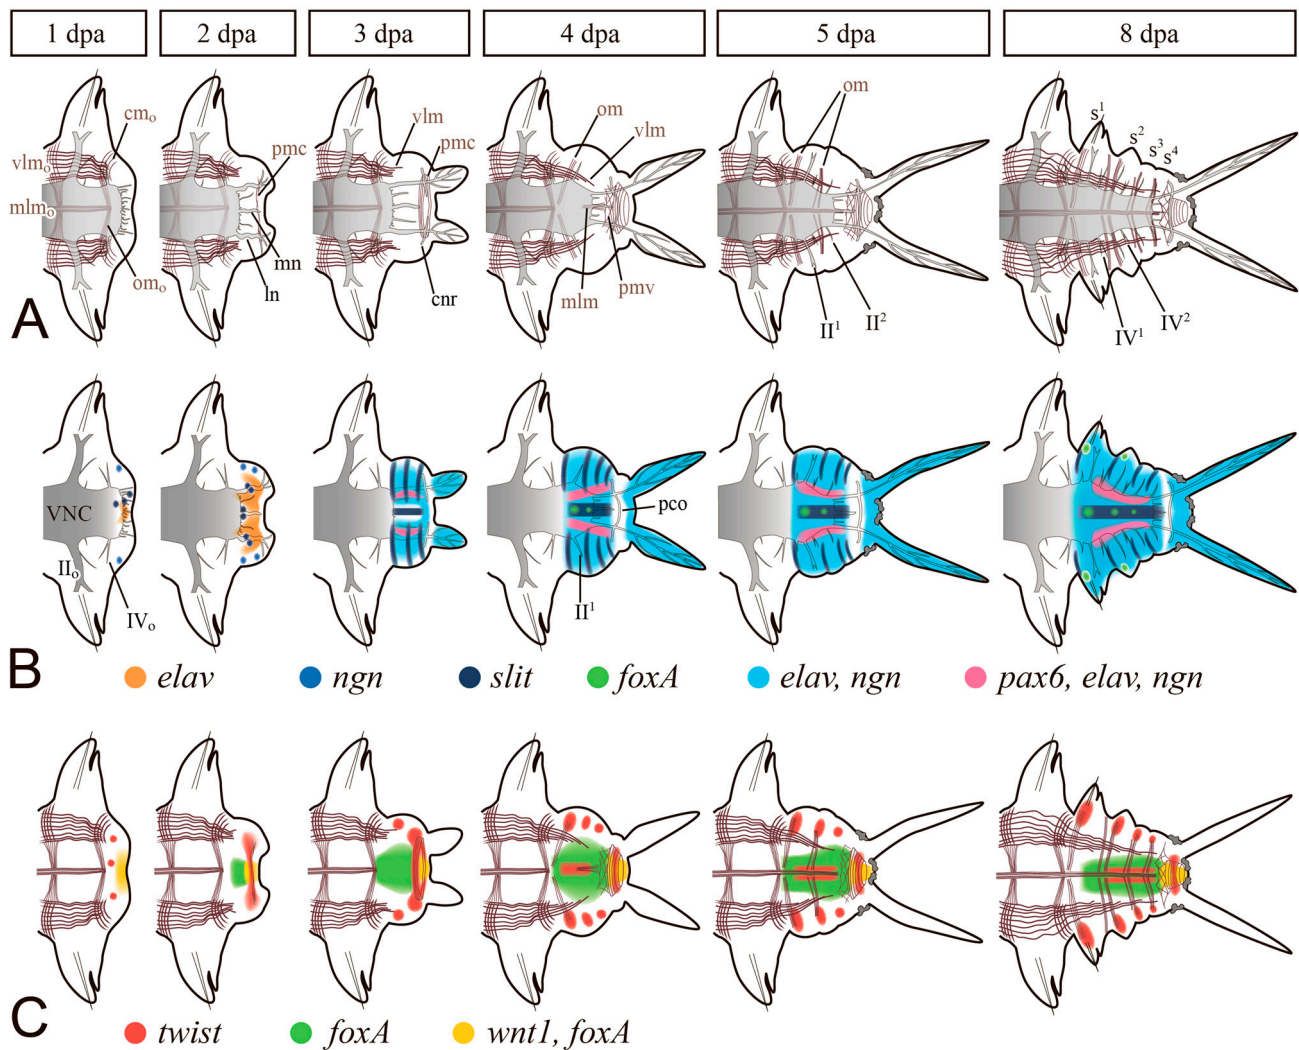 1 dpa 2 dpa 3 dpa 4 dpa 5 dpa 8 dpa
cmₒ vlm pmc om vlm om s¹ s² s³ s⁴
vlmₒ pmc
mlmₒ
omₒ mn ln cnr mlm pmv II¹ II² IV¹ IV²
A
VNC pco
IIₒ IVₒ II¹
B
elav ngn slit foxA elav, ngn pax6, elav, ngn
C
twist foxA wnt1, foxA